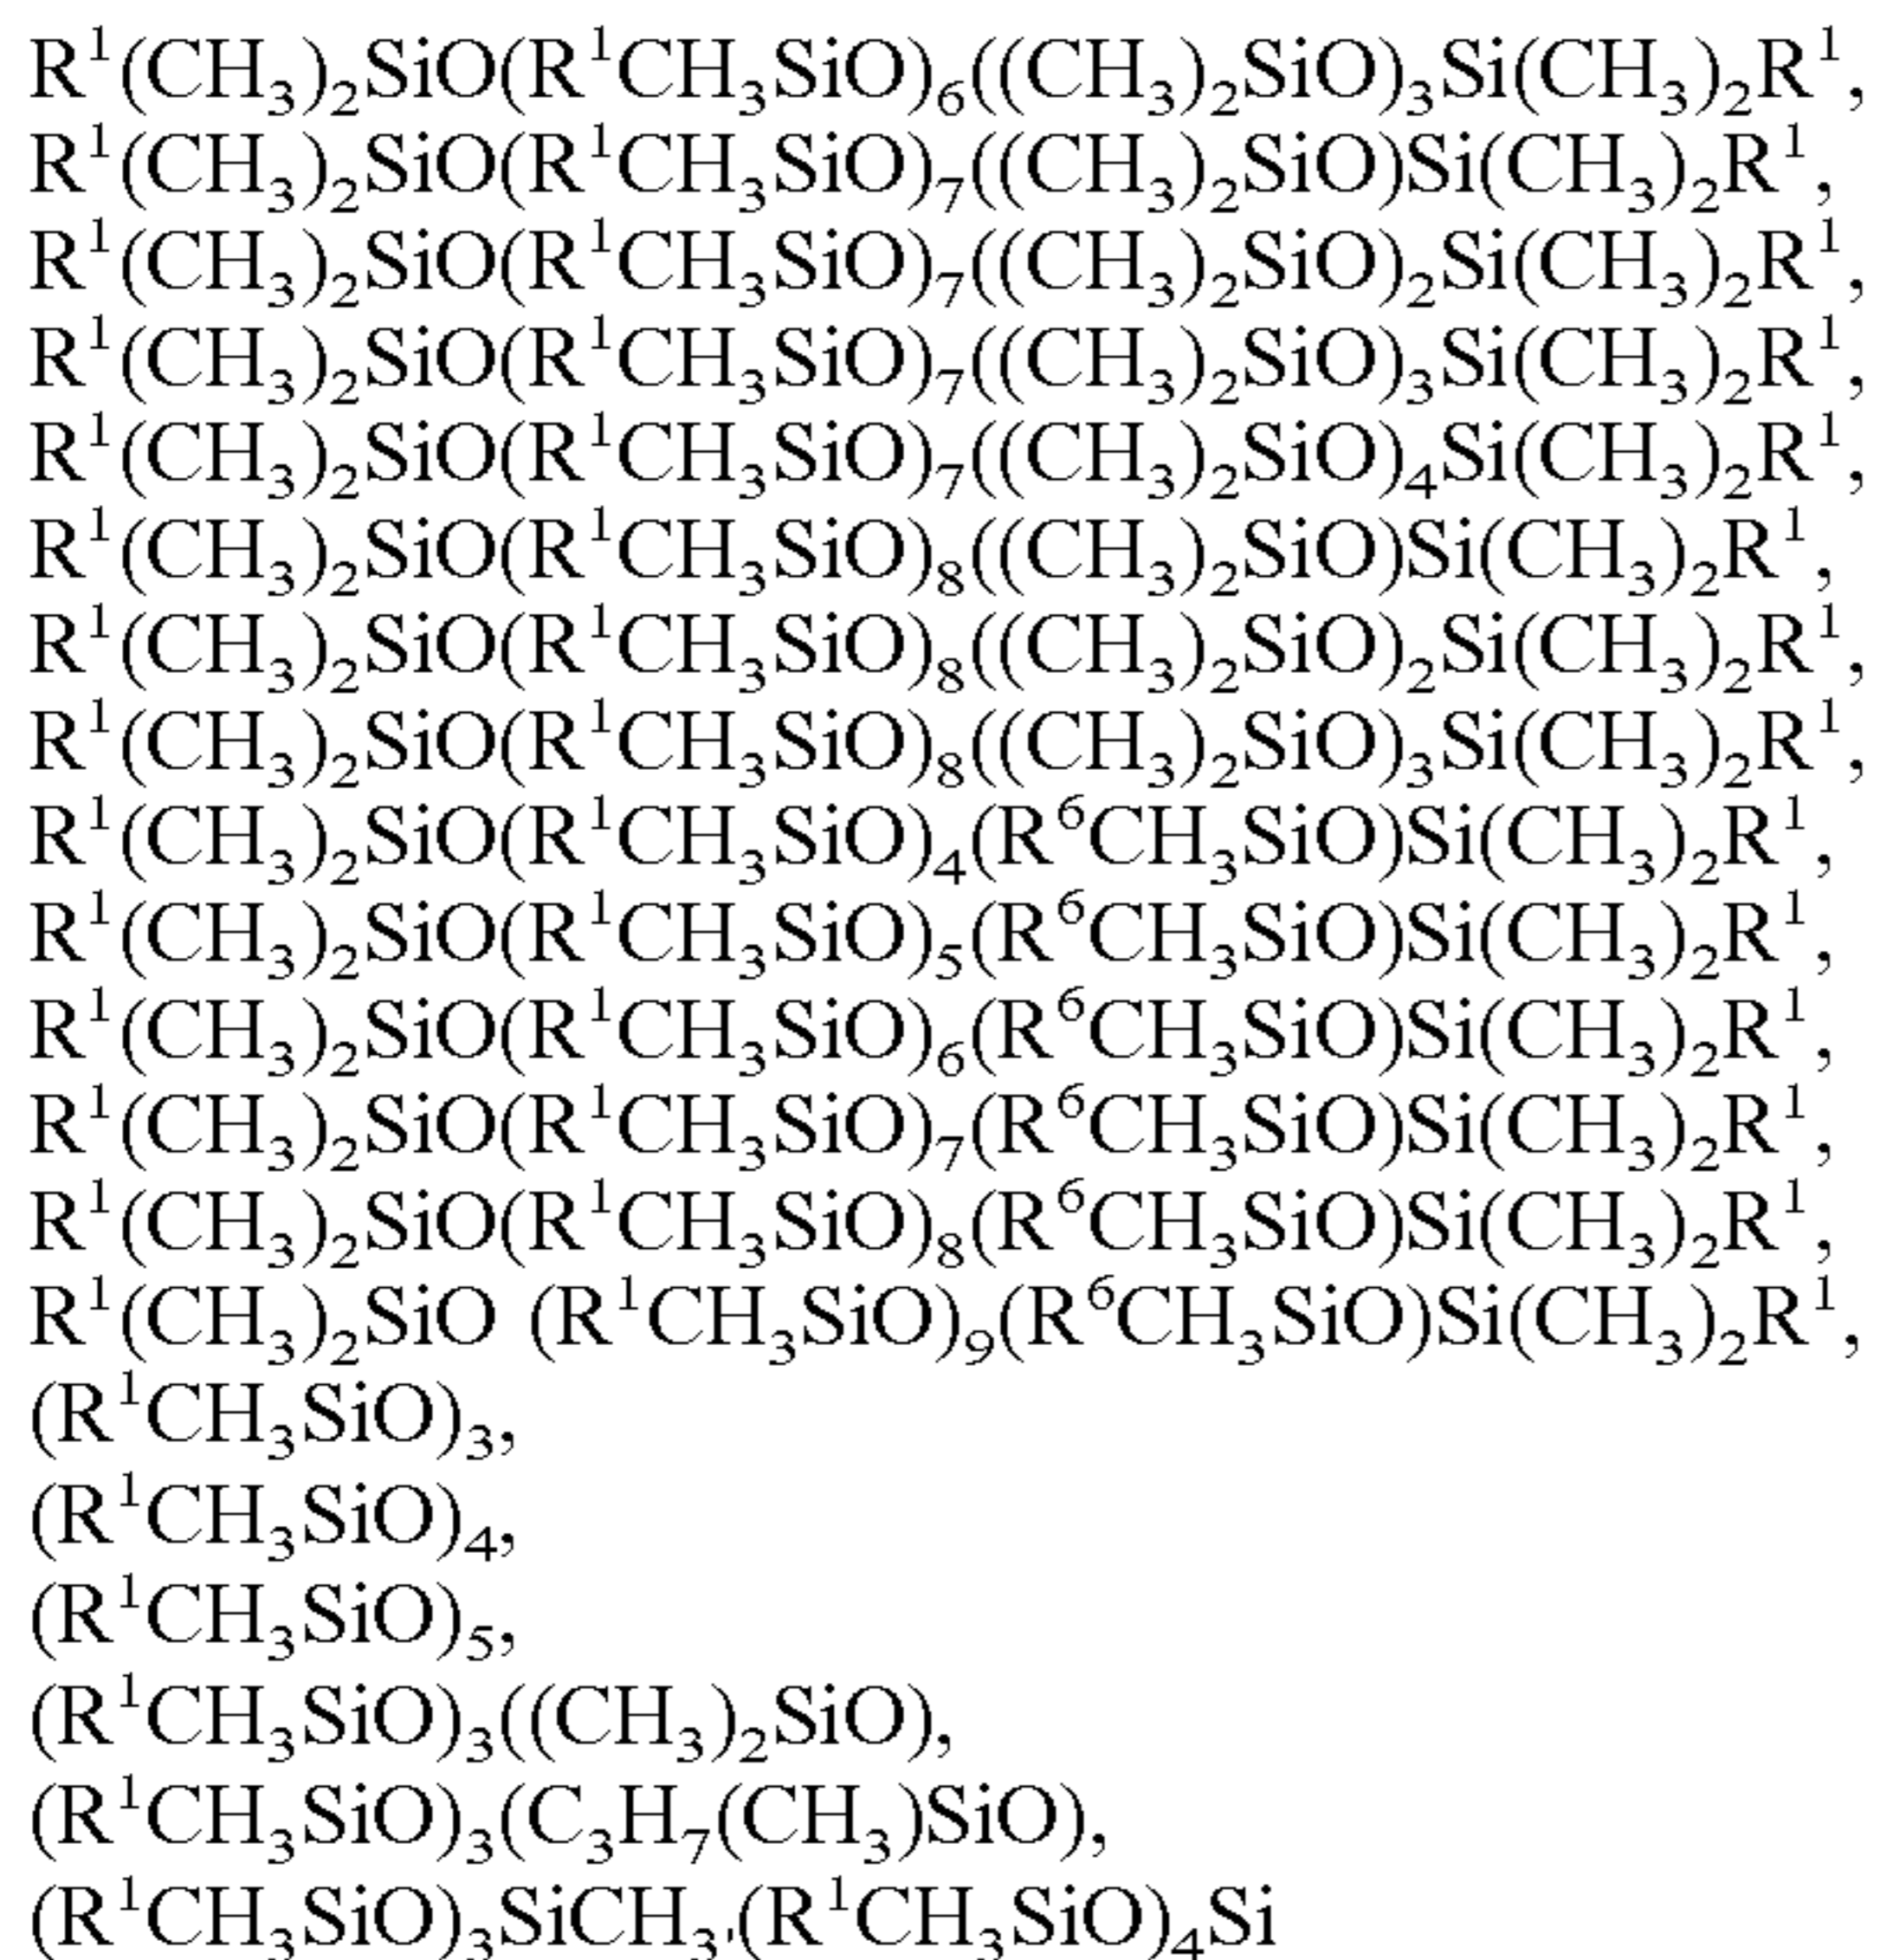 R¹(CH₃)₂SiO(R¹CH₃SiO)₆((CH₃)₂SiO)₃Si(CH₃)₂R¹,
R¹(CH₃)₂SiO(R¹CH₃SiO)₇((CH₃)₂SiO)Si(CH₃)₂R¹,
R¹(CH₃)₂SiO(R¹CH₃SiO)₇((CH₃)₂SiO)₂Si(CH₃)₂R¹,
R¹(CH₃)₂SiO(R¹CH₃SiO)₇((CH₃)₂SiO)₃Si(CH₃)₂R¹,
R¹(CH₃)₂SiO(R¹CH₃SiO)₇((CH₃)₂SiO)₄Si(CH₃)₂R¹,
R¹(CH₃)₂SiO(R¹CH₃SiO)₈((CH₃)₂SiO)Si(CH₃)₂R¹,
R¹(CH₃)₂SiO(R¹CH₃SiO)₈((CH₃)₂SiO)₂Si(CH₃)₂R¹,
R¹(CH₃)₂SiO(R¹CH₃SiO)₈((CH₃)₂SiO)₃Si(CH₃)₂R¹,
R¹(CH₃)₂SiO(R¹CH₃SiO)₄(R⁶CH₃SiO)Si(CH₃)₂R¹,
R¹(CH₃)₂SiO(R¹CH₃SiO)₅(R⁶CH₃SiO)Si(CH₃)₂R¹,
R¹(CH₃)₂SiO(R¹CH₃SiO)₆(R⁶CH₃SiO)Si(CH₃)₂R¹,
R¹(CH₃)₂SiO(R¹CH₃SiO)₇(R⁶CH₃SiO)Si(CH₃)₂R¹,
R¹(CH₃)₂SiO(R¹CH₃SiO)₈(R⁶CH₃SiO)Si(CH₃)₂R¹,
R¹(CH₃)₂SiO (R¹CH₃SiO)₉(R⁶CH₃SiO)Si(CH₃)₂R¹,
(R¹CH₃SiO)₃,
(R¹CH₃SiO)₄,
(R¹CH₃SiO)₅,
(R¹CH₃SiO)₃((CH₃)₂SiO),
(R¹CH₃SiO)₃(C₃H₇(CH₃)SiO),
(R¹CH₃SiO)₃SiCH₃'(R¹CH₃SiO)₄Si